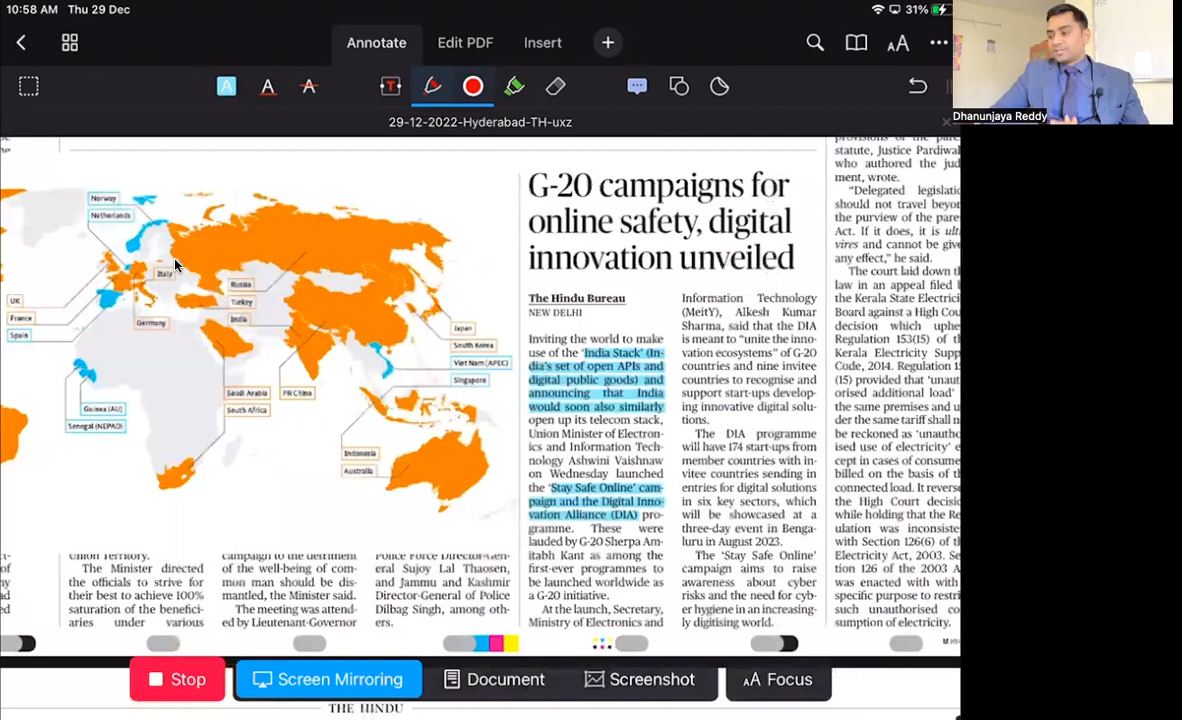 10:58 AM Thu 29 Dec
31%
Annotate
Edit PDF
Insert
29-12-2022-Hyderabad-TH-uxz
Dhanunjaya Reddy
Norway
Netherlands
Italy
UK
France
Spain
Germany
Russia
Turkey
India
Japan
South Korea
Viet Nam (APEC)
Singapore
Saudi Arabia
South Africa
PR China
Guinea (AU)
Senegal (NEPAD)
Indonesia
Australia
Union Territory.
The Minister directed
the officials to strive for
their best to achieve 100%
saturation of the benefici-
aries under various
campaign to the detriment
of the well-being of com-
mon man should be dis-
mantled, the Minister said.
The meeting was attend-
ed by Lieutenant-Governor
Police Force Director-Gen-
eral Sujoy Lal Thaosen,
and Jammu and Kashmir
Director-General of Police
Dilbag Singh, among oth-
ers.
G-20 campaigns for
online safety, digital
innovation unveiled
The Hindu Bureau
NEW DELHI
Inviting the world to make
use of the 'India Stack' (In-
dia's set of open APIs and
digital public goods) and
announcing that India
would soon also similarly
open up its telecom stack,
Union Minister of Electron-
ics and Information Tech-
nology Ashwini Vaishnaw
on Wednesday launched
the 'Stay Safe Online' cam-
paign and the Digital Inno-
vation Alliance (DIA) pro-
gramme. These were
lauded by G-20 Sherpa Am-
itabh Kant as among the
first-ever programmes to
be launched worldwide as
a G-20 initiative.
At the launch, Secretary,
Ministry of Electronics and
Information Technology
(MeitY), Alkesh Kumar
Sharma, said that the DIA
is meant to "unite the inno-
vation ecosystems" of G-20
countries and nine invitee
countries to recognise and
support start-ups develop-
ing innovative digital solu-
tions.
The DIA programme
will have 174 start-ups from
member countries with in-
vitee countries sending in
entries for digital solutions
in six key sectors, which
will be showcased at a
three-day event in Benga-
luru in August 2023.
The 'Stay Safe Online'
campaign aims to raise
awareness about cyber
risks and the need for cyb-
er hygiene in an increasing-
ly digitising world.
provisions of the
statute, Justice Pardiwal
who authored the jud
ment, wrote.
"Delegated legislati
should not travel beyon
the purview of the pare
Act. If it does, it is ult
vires and cannot be give
any effect," he said.
The court laid down t
law in an appeal filed
the Kerala State Electrici
Board against a High Cou
decision which uphe
Regulation 153(15) of t
Kerala Electricity Supp
Code, 2014. Regulation 1
(15) provided that 'unaut
orised additional load'
the same premises and u
der the same tariff shall n
be reckoned as 'unautho
ised use of electricity' e
cept in cases of consume
billed on the basis of t
connected load. It revers
the High Court decisio
while holding that the Re
ulation was inconsiste
with Section 126(6) of t
Electricity Act, 2003. Se
tion 126 of the 2003 A
was enacted with with
specific purpose to restri
such unauthorised co
sumption of electricity.
Stop
Screen Mirroring
Document
Screenshot
AA Focus
THE HINDU